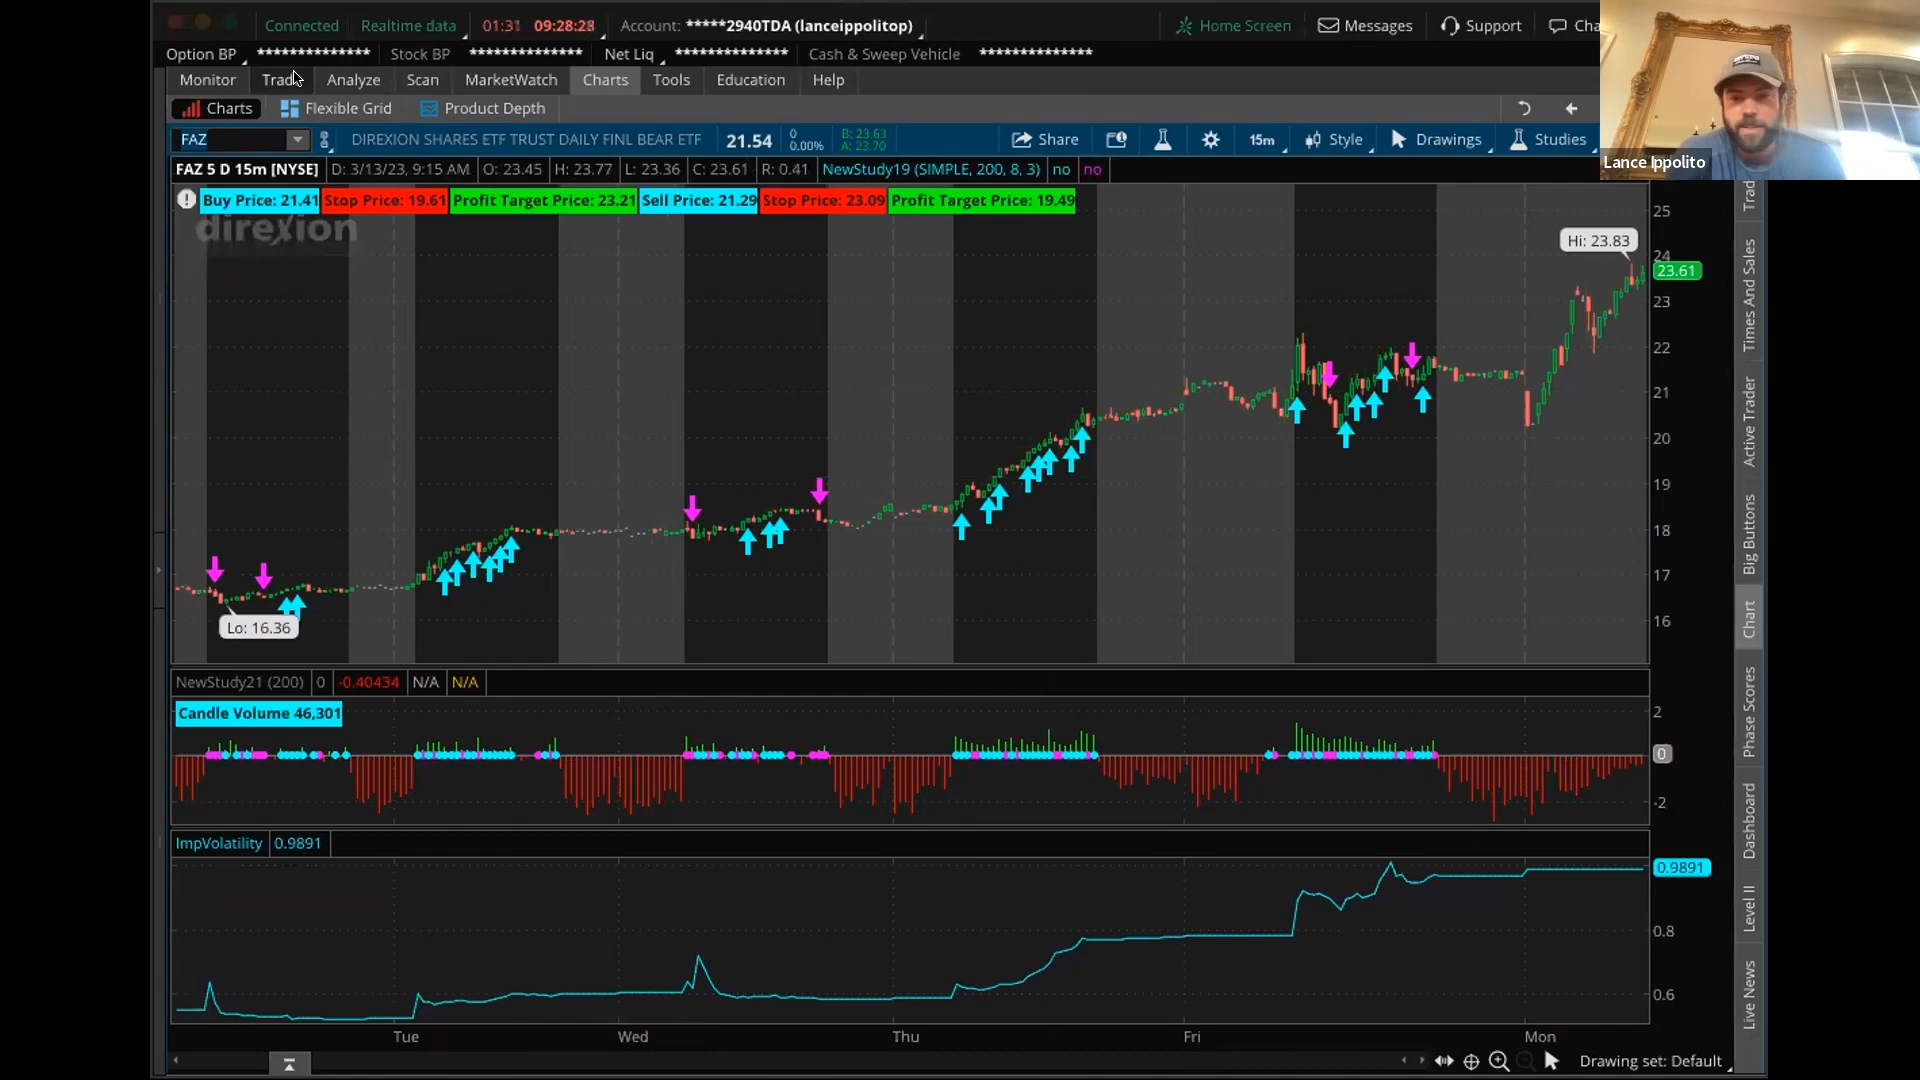 Connected Realtime data 01:31 09:28:28 Account: *****2940TDA (lanceippolitop) Home Screen Messages Support Cha
Option BP ************** Stock BP ************** Net Liq ************** Cash & Sweep Vehicle **************
Monitor Trade Analyze Scan MarketWatch Charts Tools Education Help
Charts Flexible Grid Product Depth
FAZ DIREXION SHARES ETF TRUST DAILY FINL BEAR ETF 21.54 0 0.00% B: 23.63 A: 23.70 Share 15m Style Drawings Studies
Lance Ippolito
FAZ 5 D 15m [NYSE] D: 3/13/23, 9:15 AM O: 23.45 H: 23.77 L: 23.36 C: 23.61 R: 0.41 NewStudy19 (SIMPLE, 200, 8, 3) no no
Buy Price: 21.41 Stop Price: 19.61 Profit Target Price: 23.21 Sell Price: 21.29 Stop Price: 23.09 Profit Target Price: 19.49
direxion
25
Hi: 23.83
24
23.61
23
22
21
20
19
18
17
16
Lo: 16.36
NewStudy21 (200) 0 -0.40434 N/A N/A
Candle Volume 46,301
2
0
-2
ImpVolatility 0.9891
0.9891
0.8
0.6
Tue Wed Thu Fri Mon
Drawing set: Default
Trad
Times And Sales
Active Trader
Big Buttons
Chart
Phase Scores
Dashboard
Level II
Live News